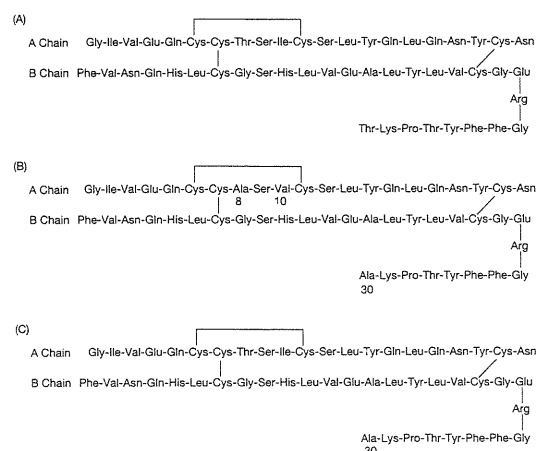 (A)
A Chain Gly-Ile-Val-Glu-Gln-Cys-Cys-Thr-Ser-Ile-Cys-Ser-Leu-Tyr-Gln-Leu-Gln-Asn-Tyr-Cys-Asn
B Chain Phe-Val-Asn-Gln-His-Leu-Cys-Gly-Ser-His-Leu-Val-Glu-Ala-Leu-Tyr-Leu-Val-Cys-Gly-Glu
Arg
Thr-Lys-Pro-Thr-Tyr-Phe-Phe-Gly
(B)
A Chain Gly-Ile-Val-Glu-Gln-Cys-Cys-Ala-Ser-Val-Cys-Ser-Leu-Tyr-Gln-Leu-Gln-Asn-Tyr-Cys-Asn
8 10
B Chain Phe-Val-Asn-Gln-His-Leu-Cys-Gly-Ser-His-Leu-Val-Glu-Ala-Leu-Tyr-Leu-Val-Cys-Gly-Glu
Arg
Ala-Lys-Pro-Thr-Tyr-Phe-Phe-Gly
30
(C)
A Chain Gly-Ile-Val-Glu-Gln-Cys-Cys-Thr-Ser-Ile-Cys-Ser-Leu-Tyr-Gln-Leu-Gln-Asn-Tyr-Cys-Asn
B Chain Phe-Val-Asn-Gln-His-Leu-Cys-Gly-Ser-His-Leu-Val-Glu-Ala-Leu-Tyr-Leu-Val-Cys-Gly-Glu
Arg
Ala-Lys-Pro-Thr-Tyr-Phe-Phe-Gly
30